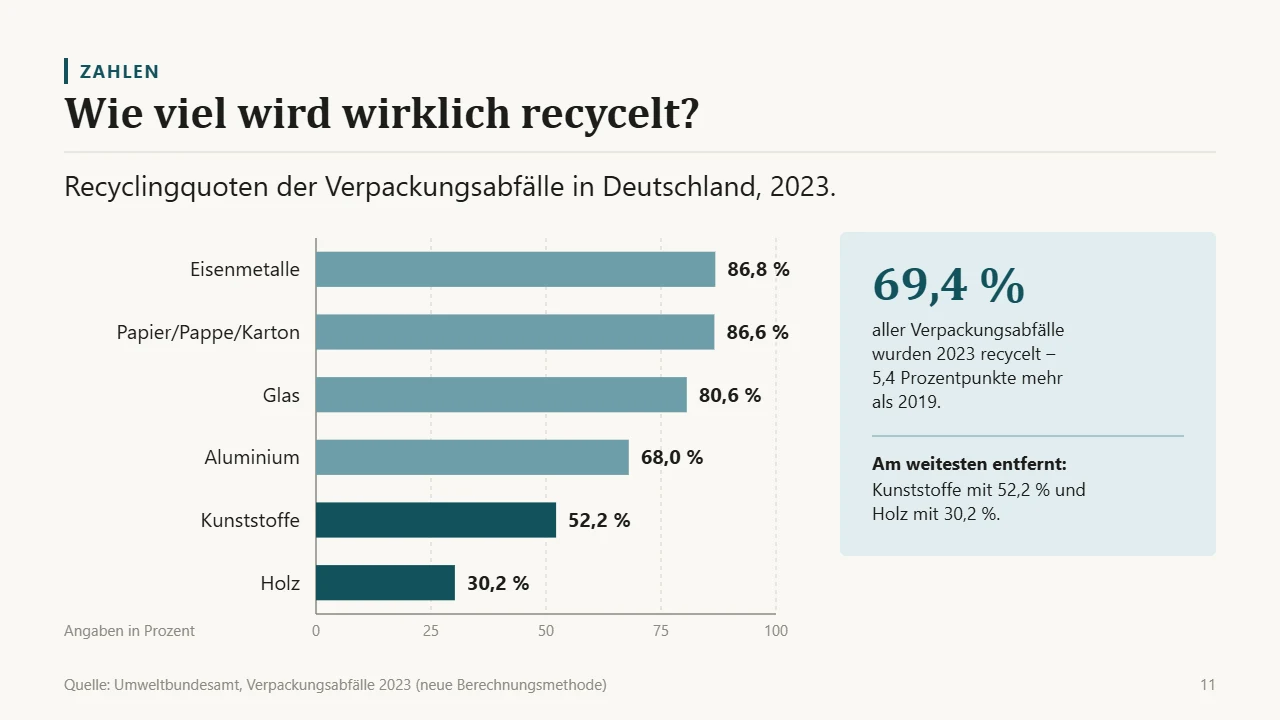 ZAHLEN
Wie viel wird wirklich recycelt?
Recyclingquoten der Verpackungsabfälle in Deutschland, 2023.
Eisenmetalle 86,8 %
Papier/Pappe/Karton 86,6 %
Glas 80,6 %
Aluminium 68,0 %
Kunststoffe 52,2 %
Holz 30,2 %
Angaben in Prozent 0 25 50 75 100
69,4 %
aller Verpackungsabfälle
wurden 2023 recycelt –
5,4 Prozentpunkte mehr
als 2019.
Am weitesten entfernt:
Kunststoffe mit 52,2 % und
Holz mit 30,2 %.
Quelle: Umweltbundesamt, Verpackungsabfälle 2023 (neue Berechnungsmethode)
11